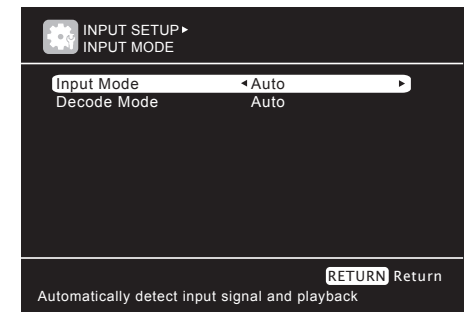 INPUT SETUP▸
INPUT MODE
Input Mode ◂Auto ▸
Decode Mode Auto
RETURN Return
Automatically detect input signal and playback